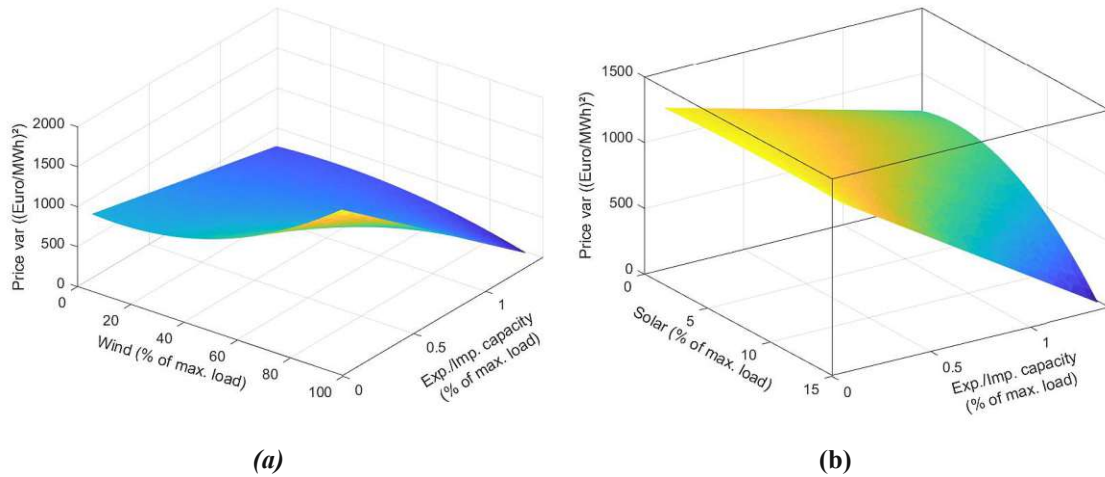 2000
1500
1000
500
0
Price var ((Euro/MWh)²)
0
20
40
60
80
100
Wind (% of max. load)
0
0.5
1
Exp./Imp. capacity
(% of max. load)
(a)
1500
1000
500
0
Price var ((Euro/MWh)²)
0
5
10
15
Solar (% of max. load)
0
0.5
1
Exp./Imp. capacity
(% of max. load)
(b)